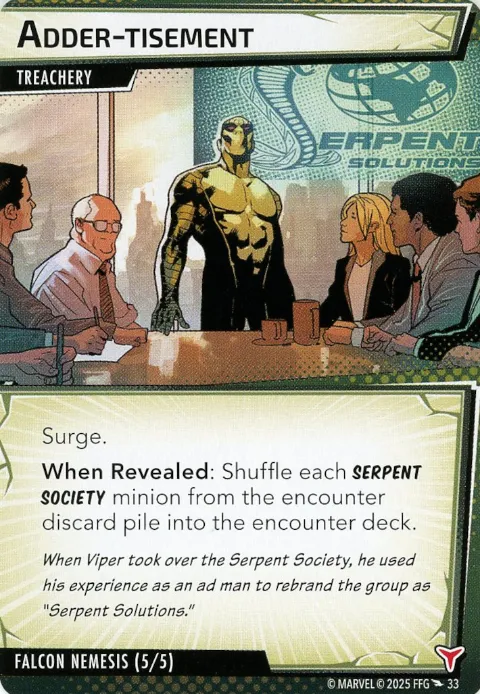 Adder-tisement
TREACHERY
SERPENT
SOLUTIONS
Surge.
When Revealed: Shuffle each SERPENT
SOCIETY minion from the encounter
discard pile into the encounter deck.
When Viper took over the Serpent Society, he used
his experience as an ad man to rebrand the group as
"Serpent Solutions."
FALCON NEMESIS (5/5)
© MARVEL © 2025 FFG 33